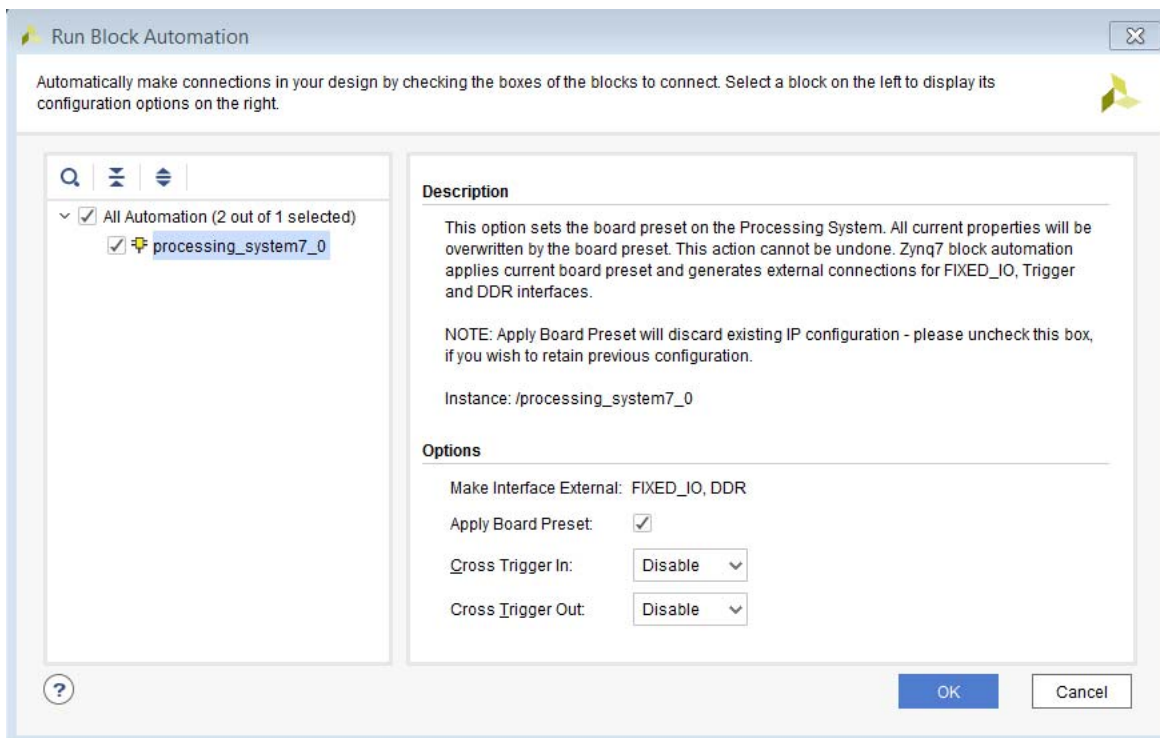 Run Block Automation
Automatically make connections in your design by checking the boxes of the blocks to connect. Select a block on the left to display its
configuration options on the right.
All Automation (2 out of 1 selected)
processing_system7_0
Description
This option sets the board preset on the Processing System. All current properties will be
overwritten by the board preset. This action cannot be undone. Zynq7 block automation
applies current board preset and generates external connections for FIXED_IO, Trigger
and DDR interfaces.
NOTE: Apply Board Preset will discard existing IP configuration - please uncheck this box,
if you wish to retain previous configuration.
Instance: /processing_system7_0
Options
Make Interface External: FIXED_IO, DDR
Apply Board Preset:
Cross Trigger In: Disable
Cross Trigger Out: Disable
?
OK Cancel